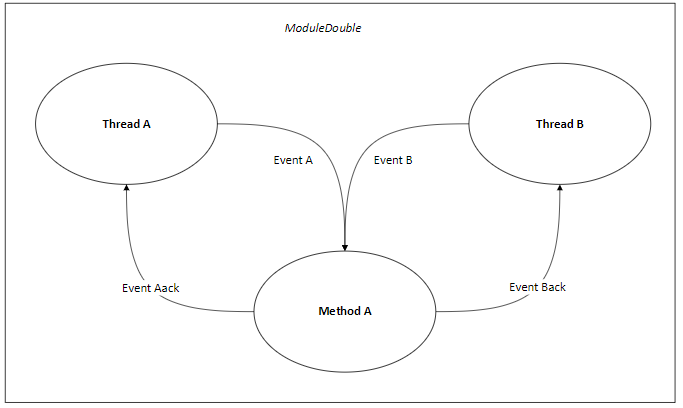 ModuleDouble
Thread A
Thread B
Event A
Event B
Event Aack
Event Back
Method A